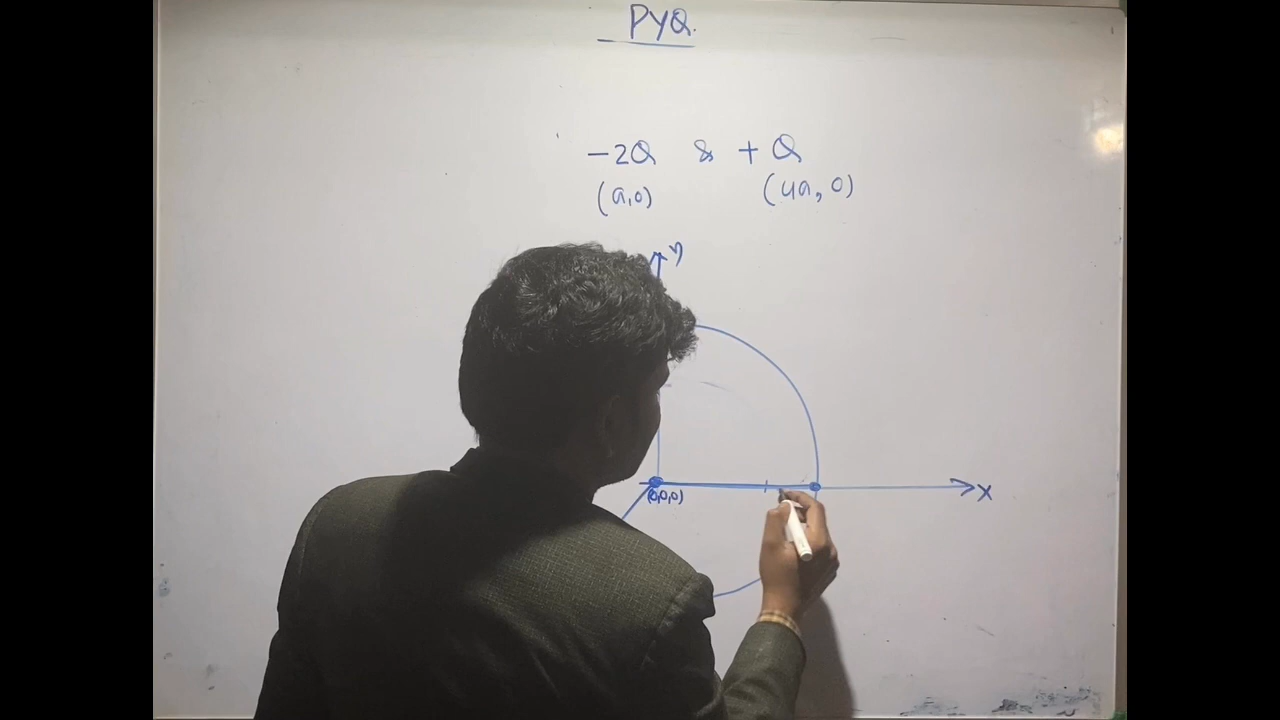 PYQ.
-2Q & +Q
(a,0) (4a,0)
y
(0,0,0)
x